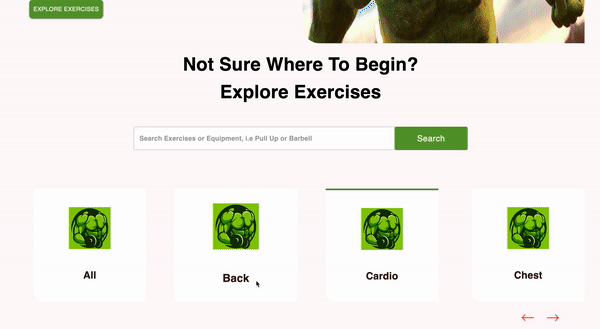 EXPLORE EXERCISES
Not Sure Where To Begin?
Explore Exercises
Search Exercises or Equipment, i.e Pull Up or Barbell
Search
All
Back
Cardio
Chest